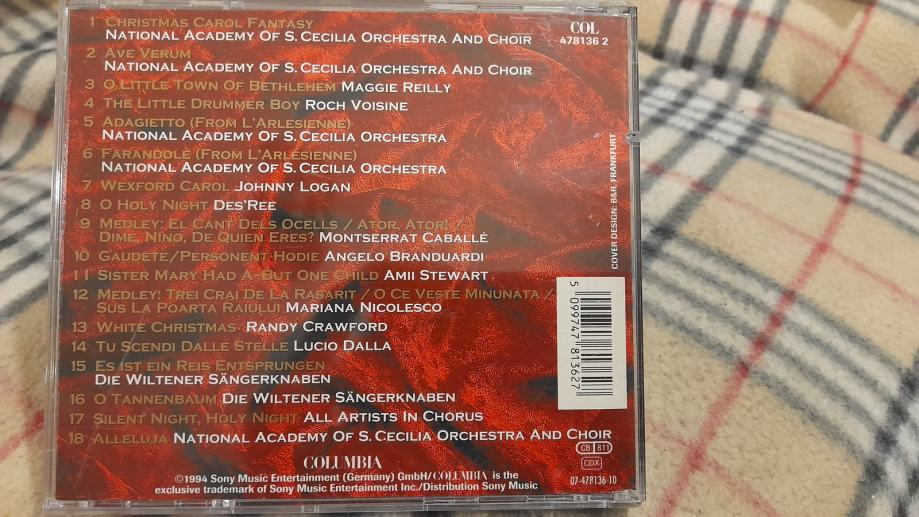 1 CHRISTMAS CAROL FANTASY
NATIONAL ACADEMY OF S. CECILIA ORCHESTRA AND CHOIR
2 AVE VERUM
NATIONAL ACADEMY OF S. CECILIA ORCHESTRA AND CHOIR
3 O LITTLE TOWN OF BETHLEHEM MAGGIE REILLY
4 THE LITTLE DRUMMER BOY ROCH VOISINE
5 ADAGIETTO (FROM L'ARLESIENNE)
NATIONAL ACADEMY OF S. CECILIA ORCHESTRA
6 FARANDOLE (FROM L'ARLESIENNE)
NATIONAL ACADEMY OF S. CECILIA ORCHESTRA
7 WEXFORD CAROL JOHNNY LOGAN
8 O HOLY NIGHT DES'REE
9 MEDLEY: EL CANT DELS OCELLS / ATOR, ATOR! /
DIME, NINO, DE QUIEN ERES? MONTSERRAT CABALLÉ
10 GAUDETE/PERSONENT HODIE ANGELO BRANDUARDI
11 SISTER MARY HAD A-BUT ONE CHILD AMII STEWART
12 MEDLEY: TREI CRAI DE LA RASARIT / O CE VESTE MINUNATA /
SUS LA POARTA RAIULUI MARIANA NICOLESCO
13 WHITE CHRISTMAS RANDY CRAWFORD
14 TU SCENDI DALLE STELLE LUCIO DALLA
15 ES IST EIN REIS ENTSPRUNGEN
DIE WILTENER SÄNGERKNABEN
16 O TANNENBAUM DIE WILTENER SÄNGERKNABEN
17 SILENT NIGHT, HOLY NIGHT ALL ARTISTS IN CHORUS
18 ALLELUJA NATIONAL ACADEMY OF S. CECILIA ORCHESTRA AND CHOIR
COLUMBIA
©1994 Sony Music Entertainment (Germany) GmbH/COLUMBIA is the
exclusive trademark of Sony Music Entertainment Inc./Distribution Sony Music
COL
478136 2
COVER DESIGN: B&R, FRANKFURT
5 099747 813627
CB 811
CDX
07-478136-10